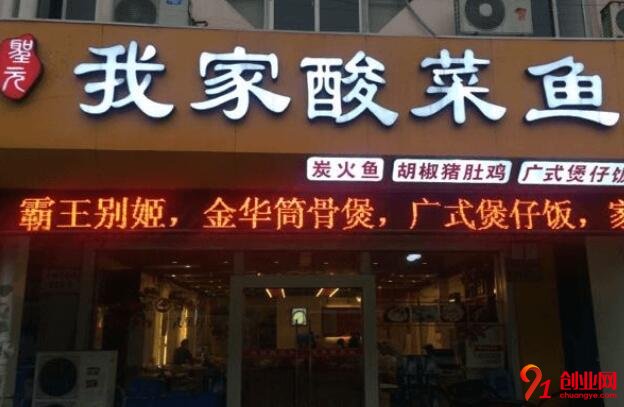 聖元
我家酸菜鱼
炭火鱼 胡椒猪肚鸡 广式煲仔饭
霸王别姬，金华筒骨煲，广式煲仔饭，家
91创业网
chuangye.com